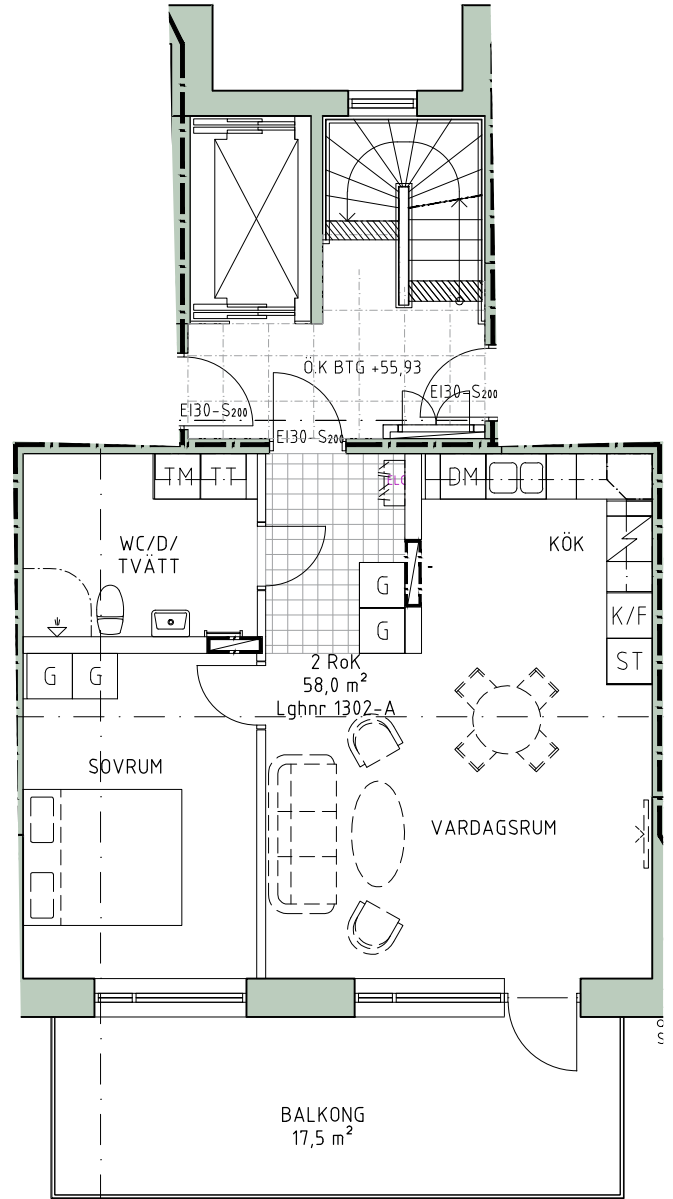 Ö.K BTG +55,93
EI30-S200
EI30-S200
EI30-S200
TM TT
ELC
DM
WC/D/
TVÄTT
KÖK
G
G
K/F
ST
G G
2 RoK
58,0 m²
Lghnr 1302-A
SOVRUM
VARDAGSRUM
BALKONG
17,5 m²